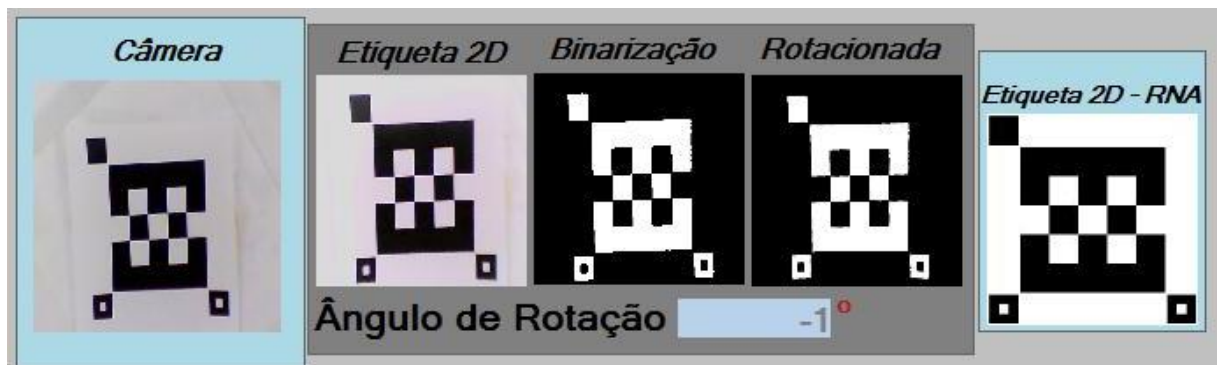 Câmera
Etiqueta 2D
Binarização
Rotacionada
Etiqueta 2D - RNA
Ângulo de Rotação -1º